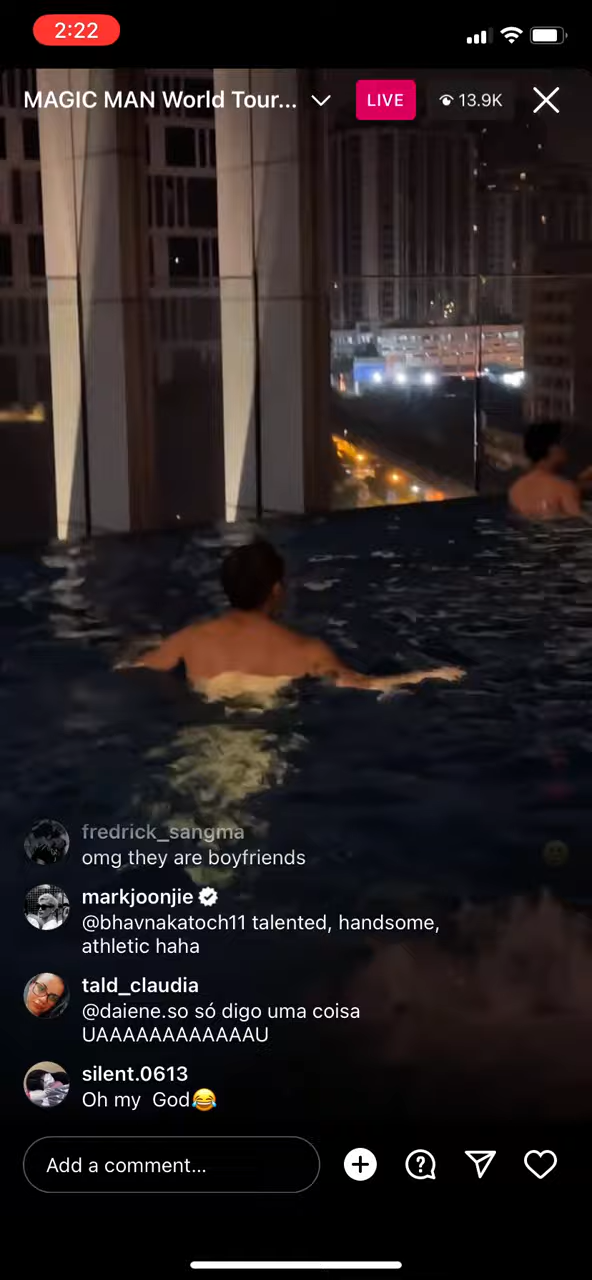 2:22
MAGIC MAN World Tour...
LIVE
13.9K
fredrick_sangma
omg they are boyfriends
markjoonjie
@bhavnakatoch11 talented, handsome,
athletic haha
tald_claudia
@daiene.so só digo uma coisa
UAAAAAAAAAAAAU
silent.0613
Oh my  God😂
Add a comment...